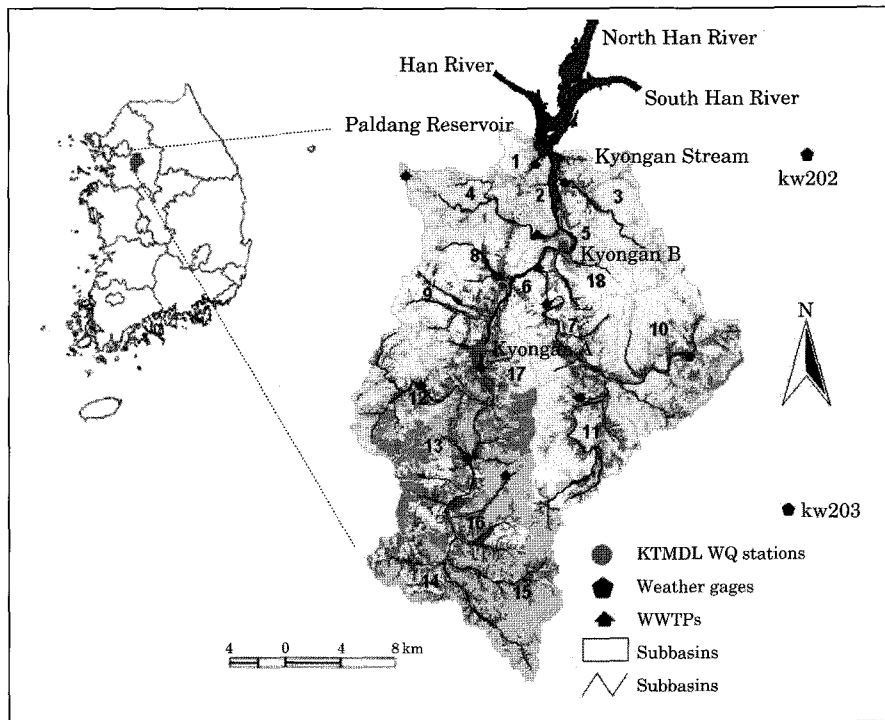 North Han River
Han River
South Han River
Paldang Reservoir
Kyongan Stream
kw202
1
2
3
4
5
Kyongan B
8
6
18
9
7
10
Kyongan A
17
12
11
13
16
14
15
N
kw203
KTMDL WQ stations
Weather gages
WWTPs
Subbasins
Subbasins
4 0 4 8 km